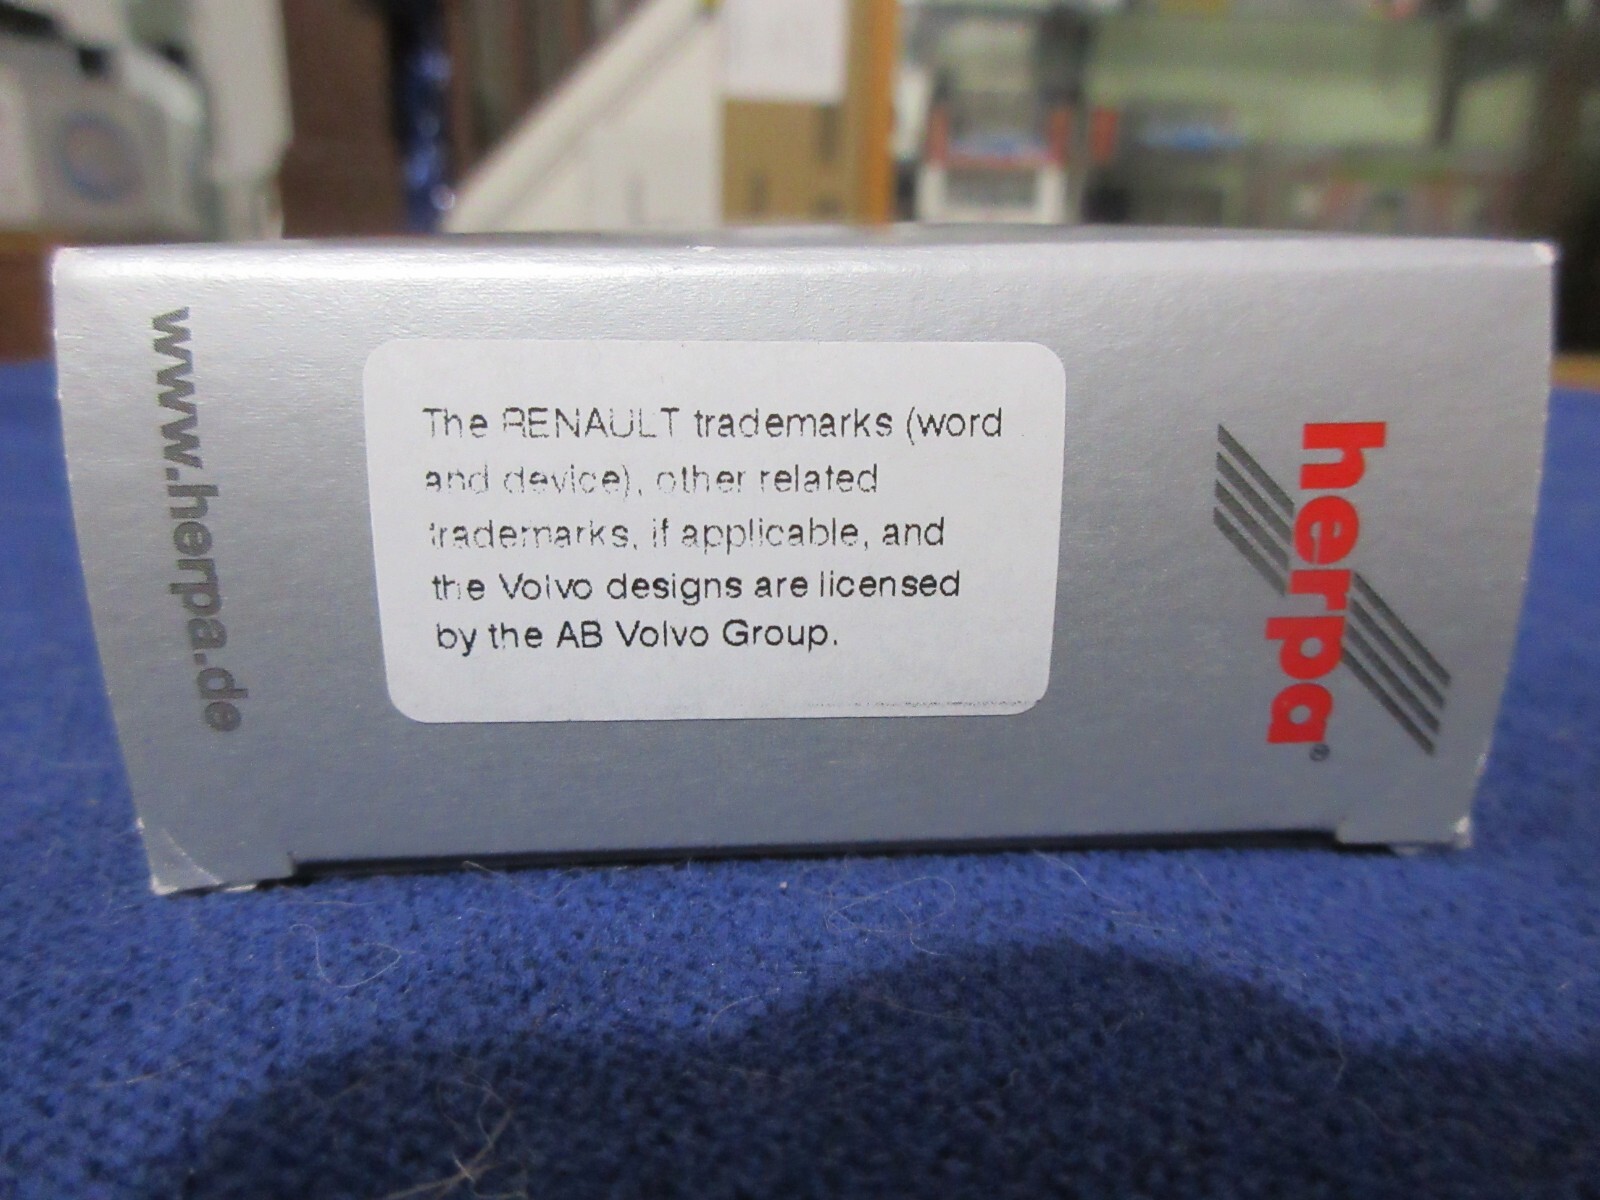 www.herpa.de
The RENAULT trademarks (word
and device), other related
trademarks, if applicable, and
the Volvo designs are licensed
by the AB Volvo Group.
herpa®